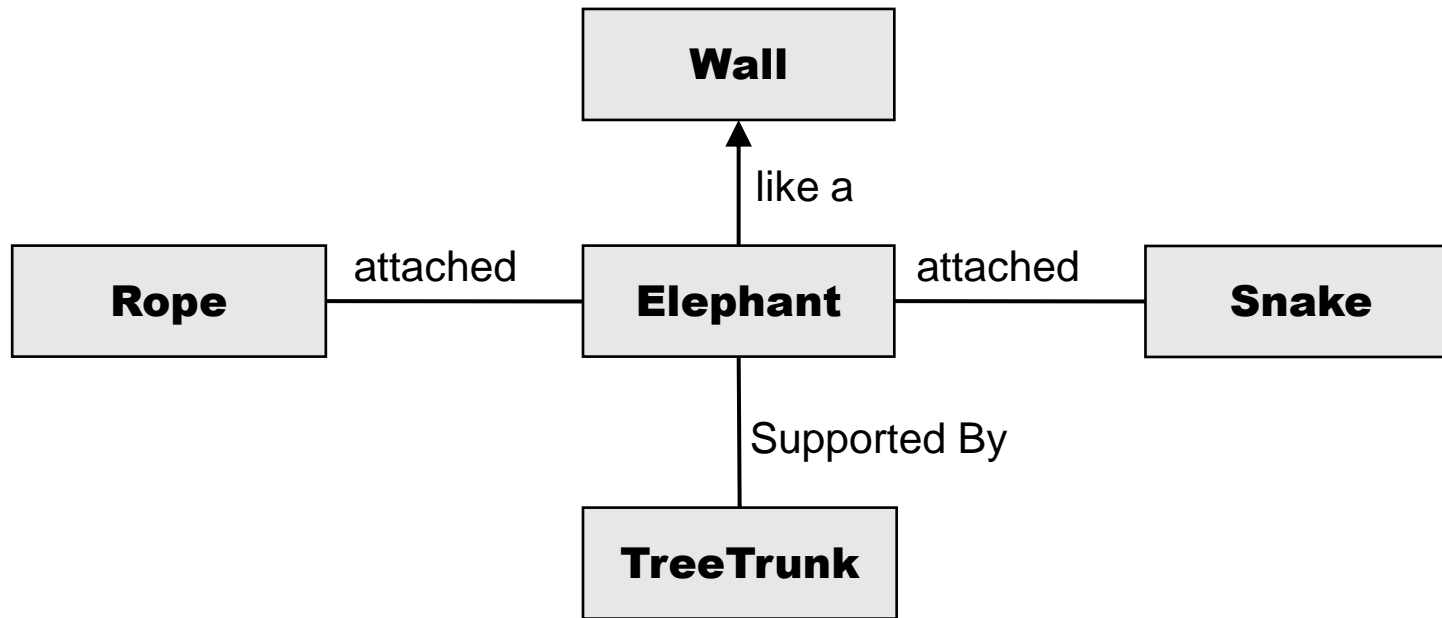 Wall
like a
Rope
attached
Elephant
attached
Snake
Supported By
TreeTrunk